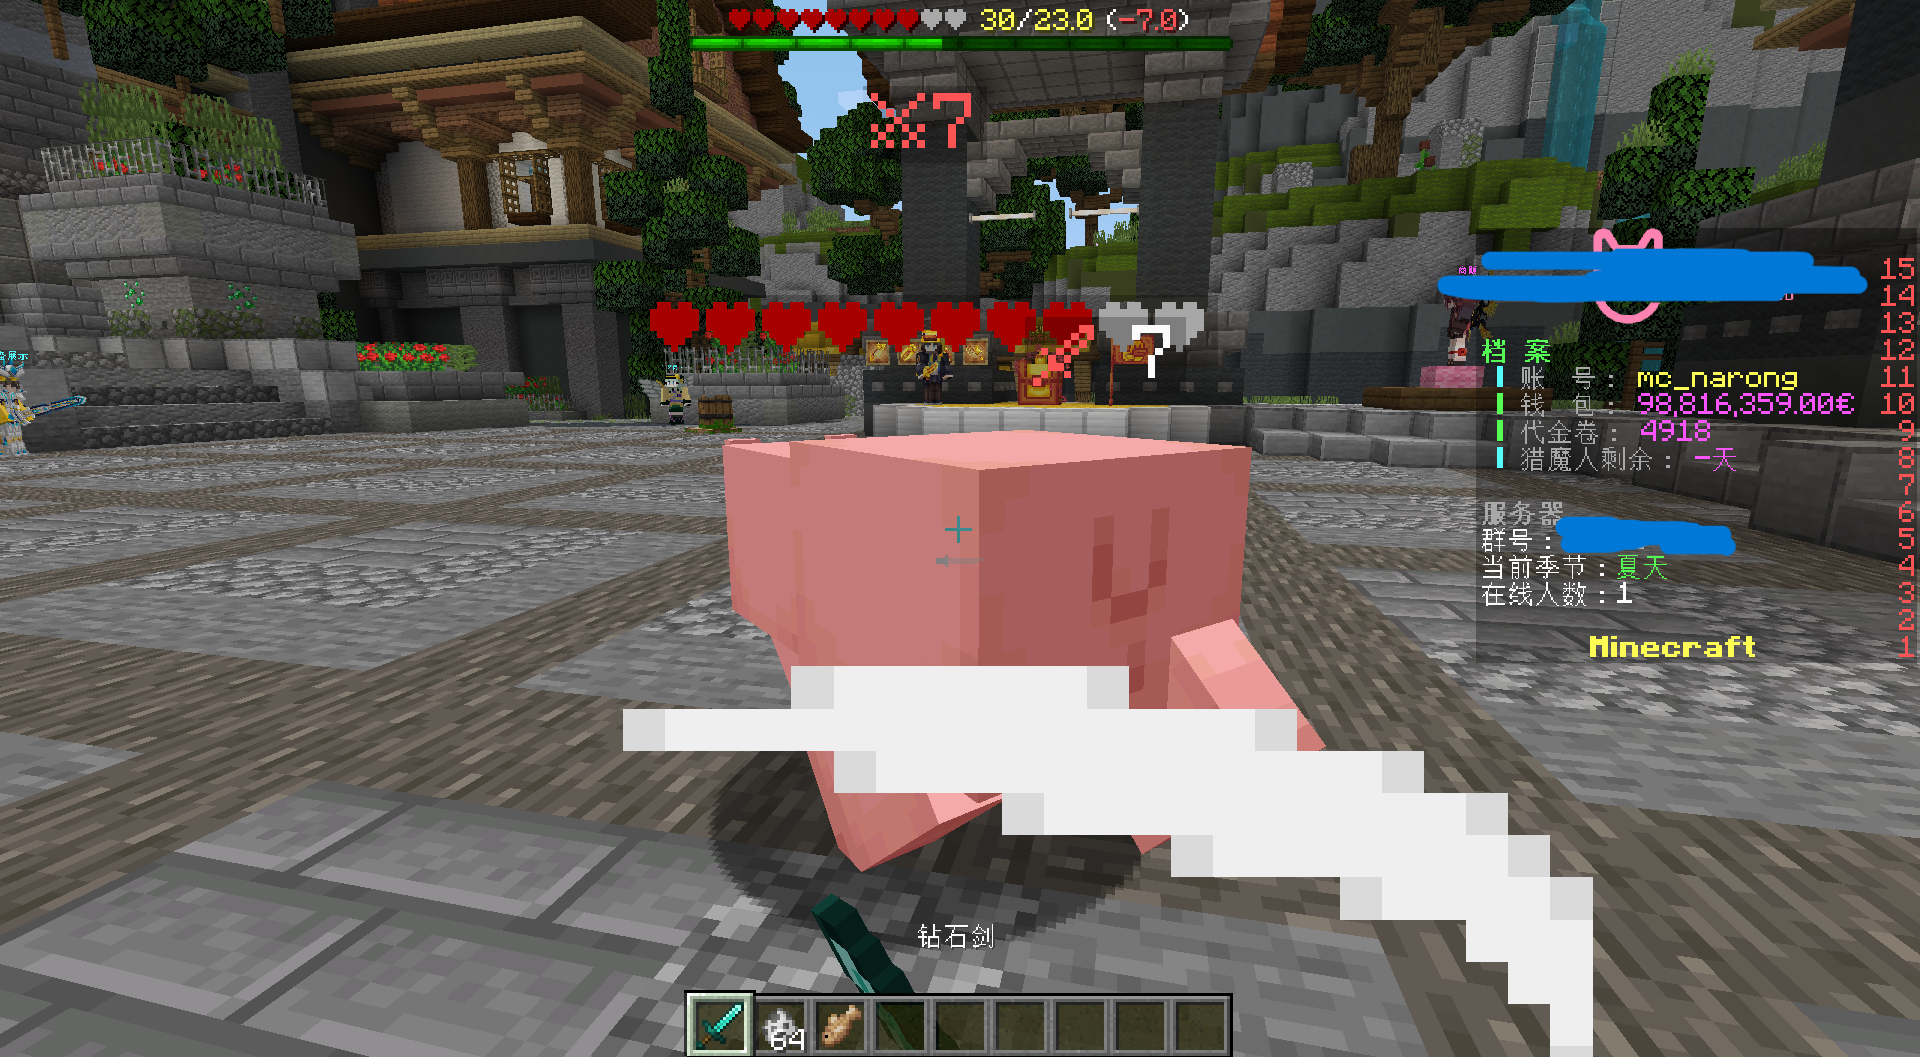 30/23.0 (-7.0)
×7
7
15
14
13
档 案 12
账 号： mc_narong 11
钱 包： 98,816,359.00€ 10
代金卷： 4918 9
猎魔人剩余： -天 8
7
服务器 6
群号： 5
当前季节：夏天 4
在线人数：1 3
2
Minecraft 1
钻石剑
64